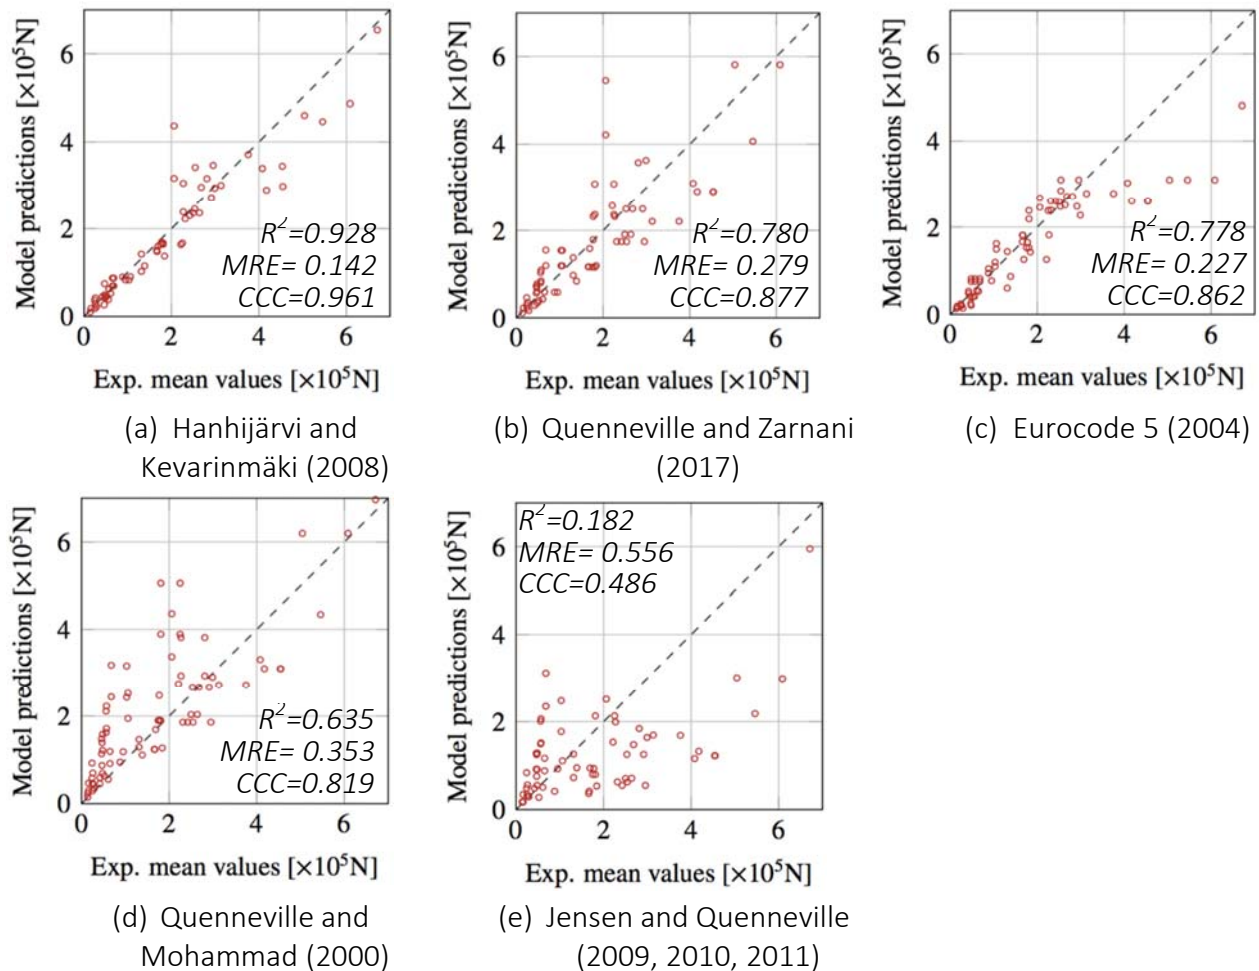 Model predictions [×10⁵N]
6
4
2
0
0 2 4 6
R²=0.928
MRE= 0.142
CCC=0.961
Exp. mean values [×10⁵N]
(a) Hanhijärvi and
Kevarinmäki (2008)
Model predictions [×10⁵N]
6
4
2
0
0 2 4 6
R²=0.780
MRE= 0.279
CCC=0.877
Exp. mean values [×10⁵N]
(b) Quenneville and Zarnani
(2017)
Model predictions [×10⁵N]
6
4
2
0
0 2 4 6
R²=0.778
MRE= 0.227
CCC=0.862
Exp. mean values [×10⁵N]
(c) Eurocode 5 (2004)
Model predictions [×10⁵N]
6
4
2
0
0 2 4 6
R²=0.635
MRE= 0.353
CCC=0.819
Exp. mean values [×10⁵N]
(d) Quenneville and
Mohammad (2000)
Model predictions [×10⁵N]
6
4
2
0
0 2 4 6
R²=0.182
MRE= 0.556
CCC=0.486
Exp. mean values [×10⁵N]
(e) Jensen and Quenneville
(2009, 2010, 2011)